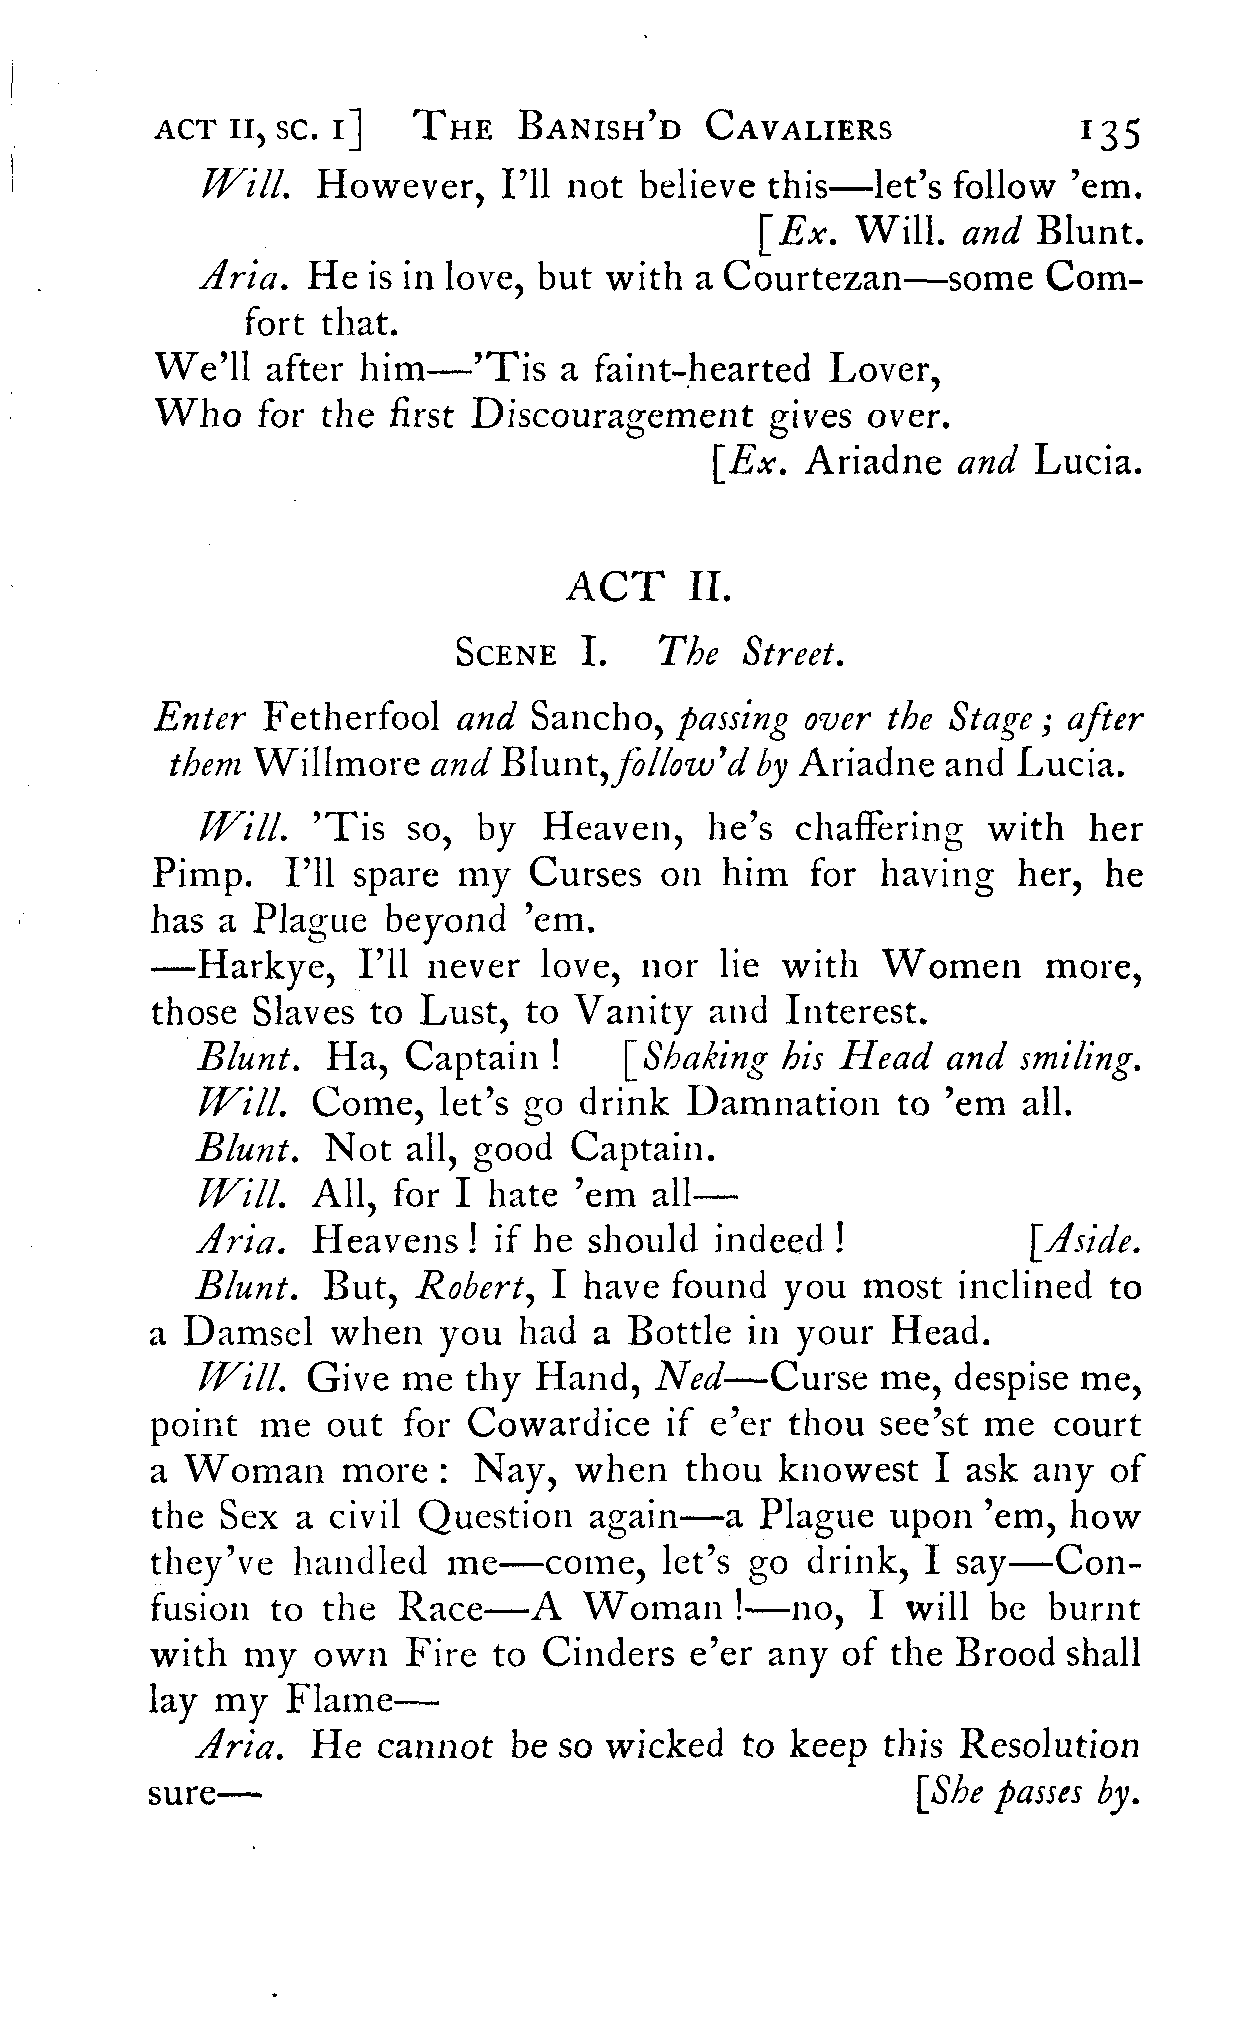 ACT II, SC. I] THE BANISH'D CAVALIERS 135
Will. However, I'll not believe this—let's follow 'em.
[Ex. Will. and Blunt.
Aria. He is in love, but with a Courtezan—some Com-
fort that.
We'll after him—'Tis a faint-hearted Lover,
Who for the first Discouragement gives over.
[Ex. Ariadne and Lucia.
ACT II.
SCENE I. The Street.
Enter Fetherfool and Sancho, passing over the Stage; after
them Willmore and Blunt, follow'd by Ariadne and Lucia.
Will. 'Tis so, by Heaven, he's chaffering with her
Pimp. I'll spare my Curses on him for having her, he
has a Plague beyond 'em.
—Harkye, I'll never love, nor lie with Women more,
those Slaves to Lust, to Vanity and Interest.
Blunt. Ha, Captain! [Shaking his Head and smiling.
Will. Come, let's go drink Damnation to 'em all.
Blunt. Not all, good Captain.
Will. All, for I hate 'em all—
Aria. Heavens! if he should indeed! [Aside.
Blunt. But, Robert, I have found you most inclined to
a Damsel when you had a Bottle in your Head.
Will. Give me thy Hand, Ned—Curse me, despise me,
point me out for Cowardice if e'er thou see'st me court
a Woman more: Nay, when thou knowest I ask any of
the Sex a civil Question again—a Plague upon 'em, how
they've handled me—come, let's go drink, I say—Con-
fusion to the Race—A Woman!—no, I will be burnt
with my own Fire to Cinders e'er any of the Brood shall
lay my Flame—
Aria. He cannot be so wicked to keep this Resolution
sure— [She passes by.